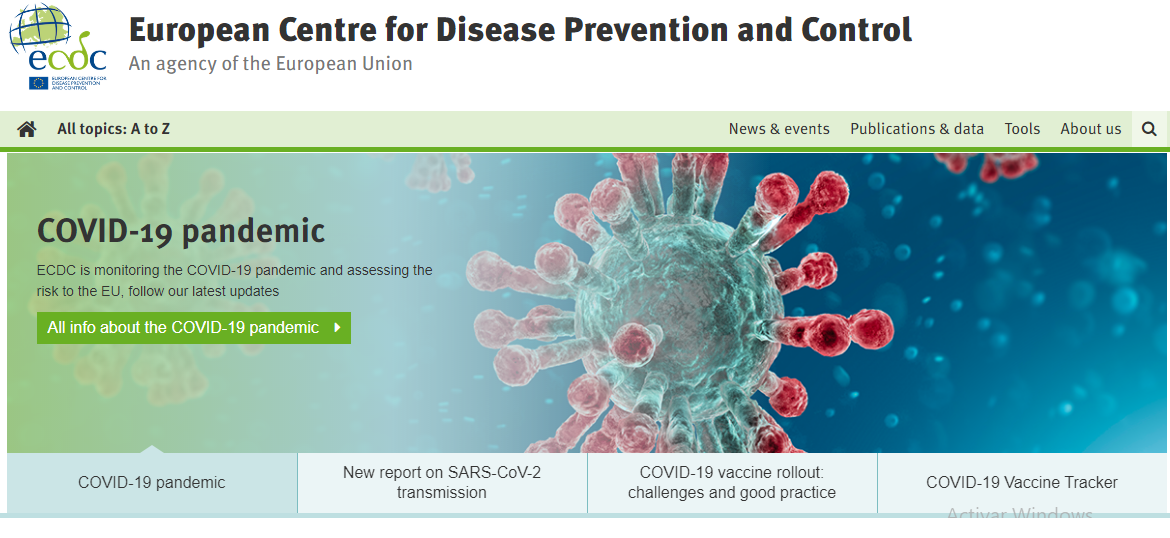 ecdc
EUROPEAN CENTRE FOR
DISEASE PREVENTION
AND CONTROL
European Centre for Disease Prevention and Control
An agency of the European Union
All topics: A to Z
News & events
Publications & data
Tools
About us
COVID-19 pandemic
ECDC is monitoring the COVID-19 pandemic and assessing the
risk to the EU, follow our latest updates
All info about the COVID-19 pandemic
COVID-19 pandemic
New report on SARS-CoV-2
transmission
COVID-19 vaccine rollout:
challenges and good practice
COVID-19 Vaccine Tracker
Activar Windows